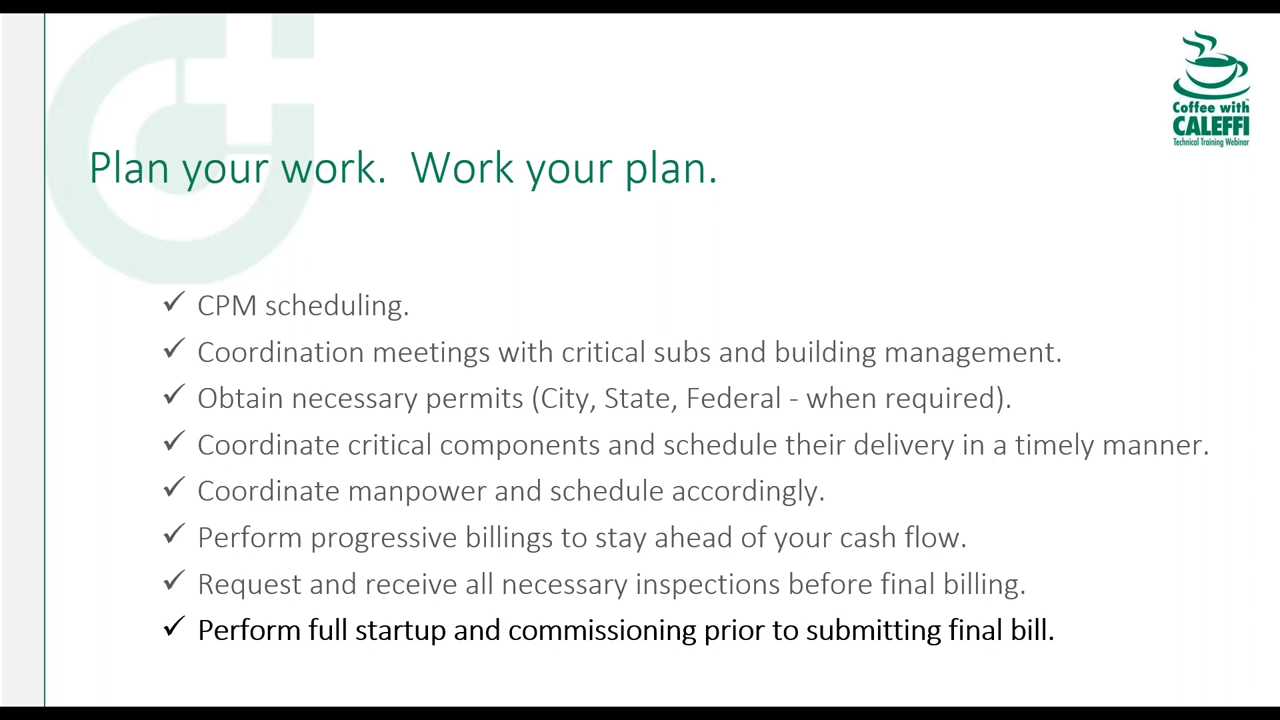 Coffee with
CALEFFI
Technical Training Webinar
Plan your work.  Work your plan.
✓ CPM scheduling.
✓ Coordination meetings with critical subs and building management.
✓ Obtain necessary permits (City, State, Federal - when required).
✓ Coordinate critical components and schedule their delivery in a timely manner.
✓ Coordinate manpower and schedule accordingly.
✓ Perform progressive billings to stay ahead of your cash flow.
✓ Request and receive all necessary inspections before final billing.
✓ Perform full startup and commissioning prior to submitting final bill.